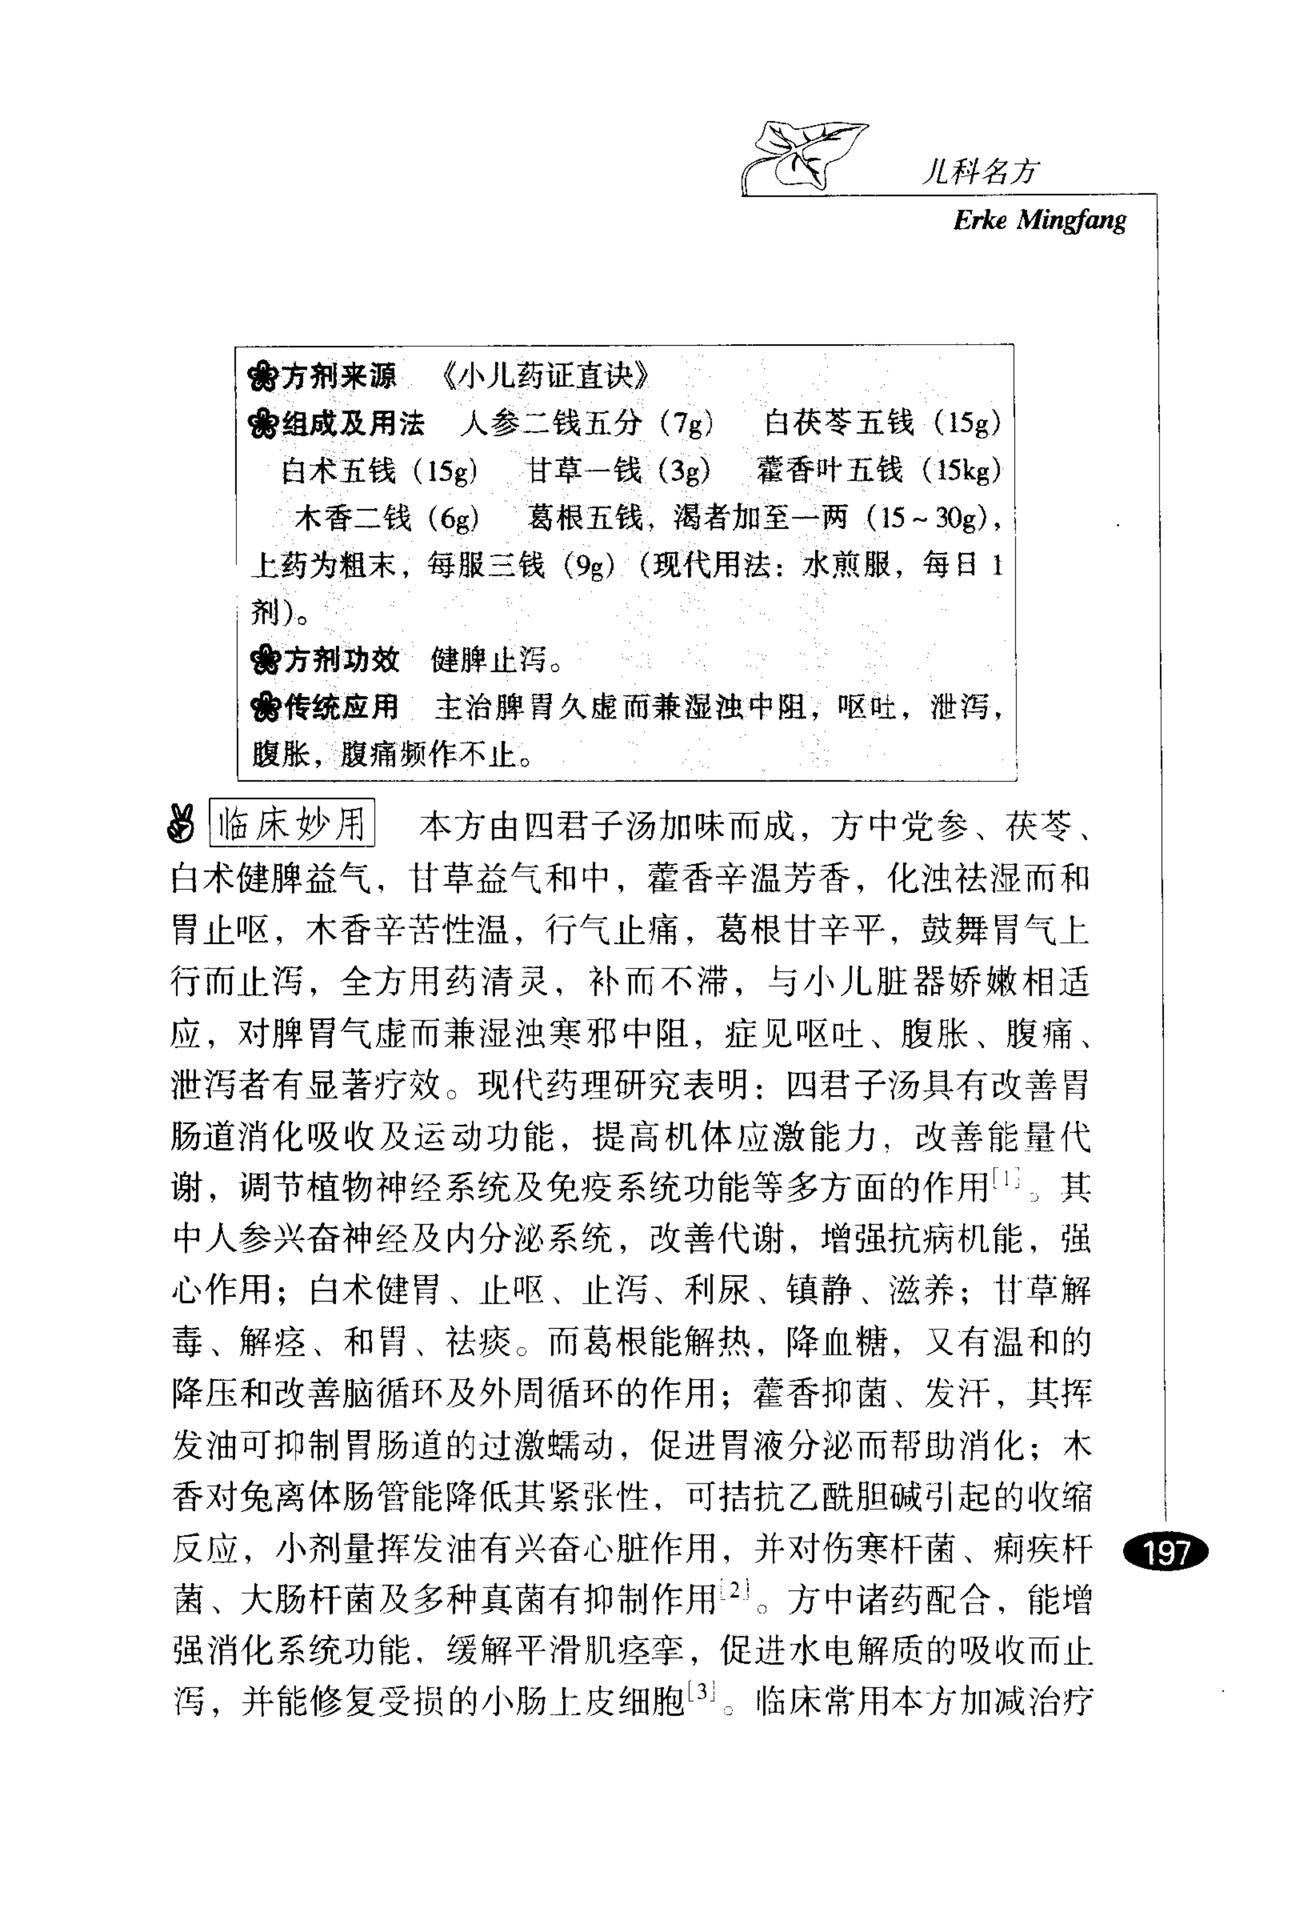 儿科名方
Erke Mingfang
方剂来源 《小儿药证直诀》
组成及用法 人参二钱五分（7g） 白茯苓五钱（15g）
白术五钱（15g） 甘草一钱（3g） 藿香叶五钱（15kg）
木香二钱（6g） 葛根五钱，渴者加至一两（15～30g），
上药为粗末，每服三钱（9g）（现代用法：水煎服，每日1
剂）。
方剂功效 健脾止泻。
传统应用 主治脾胃久虚而兼湿浊中阻，呕吐，泄泻，
腹胀，腹痛频作不止。
临床妙用 本方由四君子汤加味而成，方中党参、茯苓、
白术健脾益气，甘草益气和中，藿香辛温芳香，化浊祛湿而和
胃止呕，木香辛苦性温，行气止痛，葛根甘辛平，鼓舞胃气上
行而止泻，全方用药清灵，补而不滞，与小儿脏器娇嫩相适
应，对脾胃气虚而兼湿浊寒邪中阻，症见呕吐、腹胀、腹痛、
泄泻者有显著疗效。现代药理研究表明：四君子汤具有改善胃
肠道消化吸收及运动功能，提高机体应激能力，改善能量代
谢，调节植物神经系统及免疫系统功能等多方面的作用[1]。其
中人参兴奋神经及内分泌系统，改善代谢，增强抗病机能，强
心作用；白术健胃、止呕、止泻、利尿、镇静、滋养；甘草解
毒、解痉、和胃、祛痰。而葛根能解热，降血糖，又有温和的
降压和改善脑循环及外周循环的作用；藿香抑菌、发汗，其挥
发油可抑制胃肠道的过激蠕动，促进胃液分泌而帮助消化；木
香对兔离体肠管能降低其紧张性，可拮抗乙酰胆碱引起的收缩
反应，小剂量挥发油有兴奋心脏作用，并对伤寒杆菌、痢疾杆
菌、大肠杆菌及多种真菌有抑制作用[2]。方中诸药配合，能增
强消化系统功能，缓解平滑肌痉挛，促进水电解质的吸收而止
泻，并能修复受损的小肠上皮细胞[3]。临床常用本方加减治疗
197